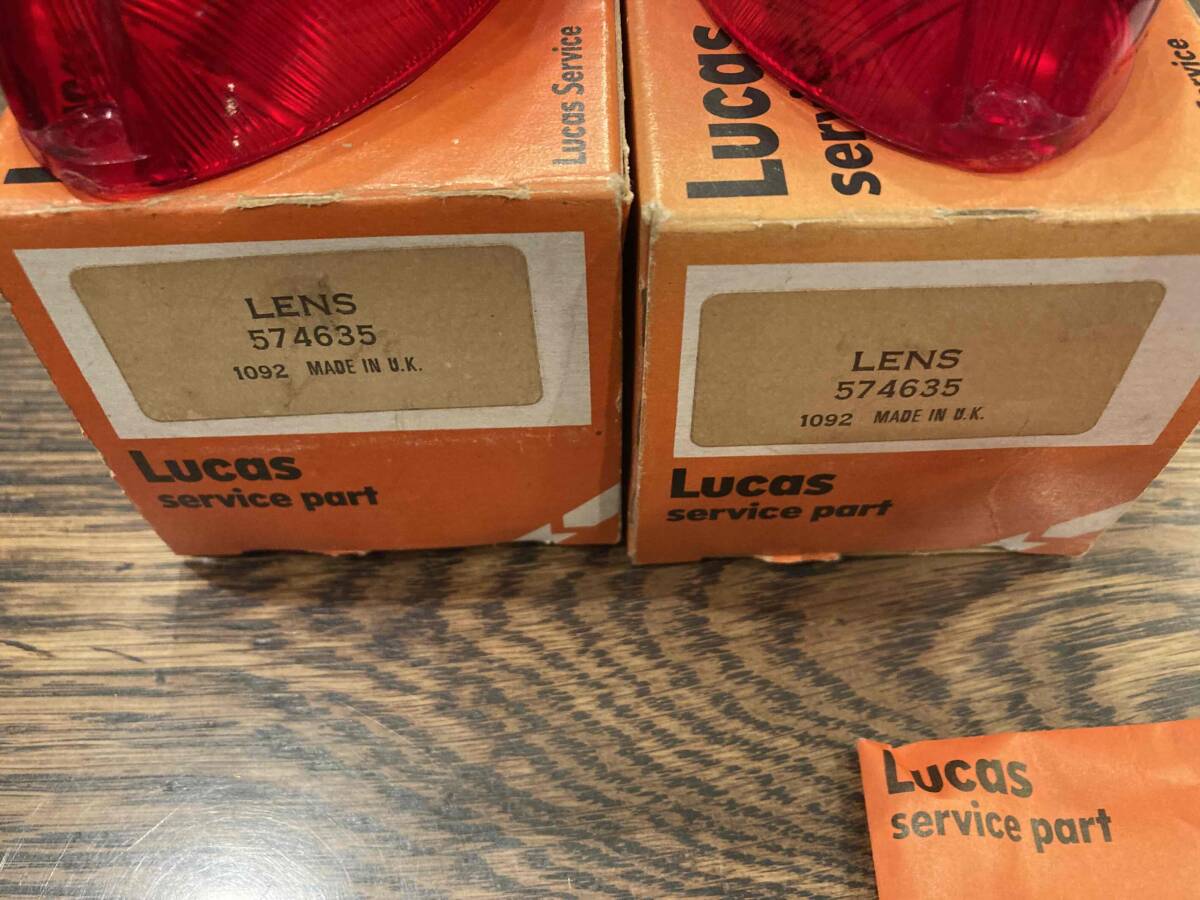 Lucas Service
LENS
574635
1092 MADE IN U.K.
Lucas
service part
Lucas
LENS
574635
1092 MADE IN U.K.
Lucas
service part
Lucas
service part